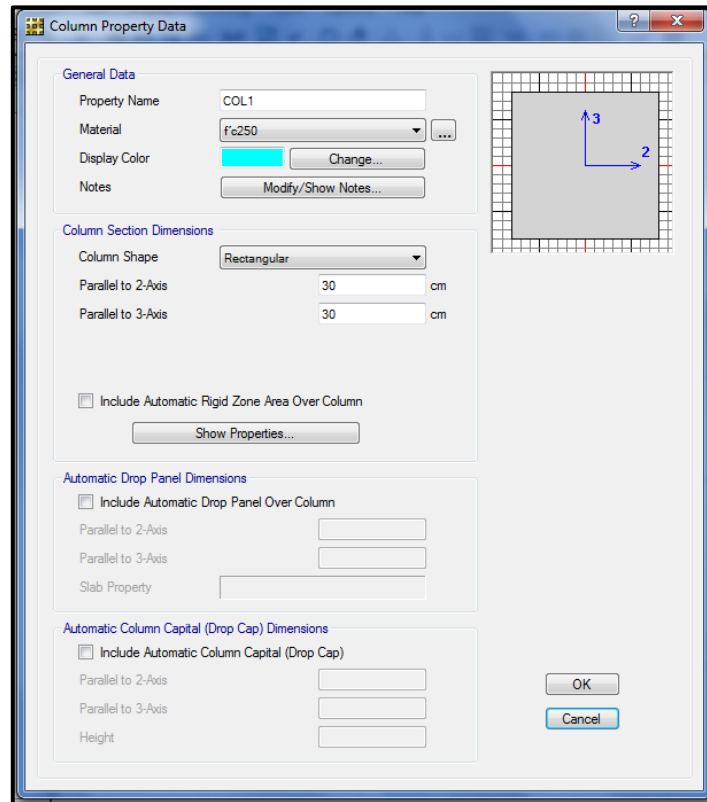 Column Property Data
General Data
Property Name COL1
Material f´c250 ...
Display Color Change...
Notes Modify/Show Notes...
3
2
Column Section Dimensions
Column Shape Rectangular
Parallel to 2-Axis 30 cm
Parallel to 3-Axis 30 cm
Include Automatic Rigid Zone Area Over Column
Show Properties...
Automatic Drop Panel Dimensions
Include Automatic Drop Panel Over Column
Parallel to 2-Axis
Parallel to 3-Axis
Slab Property
Automatic Column Capital (Drop Cap) Dimensions
Include Automatic Column Capital (Drop Cap)
Parallel to 2-Axis
Parallel to 3-Axis
Height
OK
Cancel